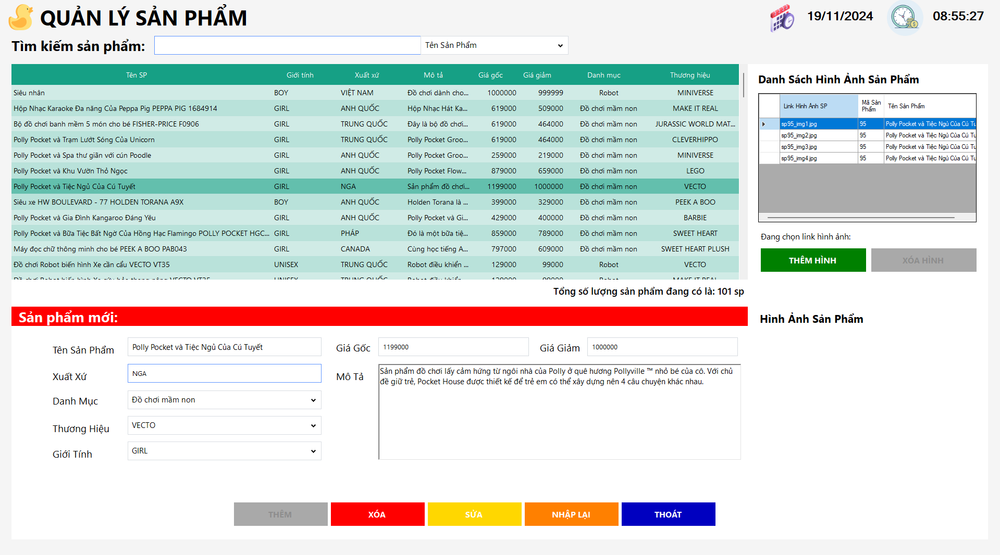 QUẢN LÝ SẢN PHẨM
19/11/2024
08:55:27
Tìm kiếm sản phẩm:
Tên Sản Phẩm
Tên SP Giới tính Xuất xứ Mô tả Giá gốc Giá giảm Danh mục Thương hiệu
Siêu nhân BOY VIỆT NAM Đồ chơi dành cho... 1000000 999999 Robot MINIVERSE
Hộp Nhạc Karaoke Đa năng Của Peppa Pig PEPPA PIG 1684914 GIRL ANH QUỐC Hộp Nhạc Hát Ka... 619000 509000 Đồ chơi mầm non MAKE IT REAL
Bộ đồ chơi banh mềm 5 món cho bé FISHER-PRICE F0906 GIRL TRUNG QUỐC Đây là bộ đồ chơi... 619000 464000 Đồ chơi mầm non JURASSIC WORLD MAT...
Polly Pocket và Trạm Lướt Sóng Của Unicorn GIRL TRUNG QUỐC Polly Pocket Groo... 619000 464000 Đồ chơi mầm non CLEVERHIPPO
Polly Pocket và Spa thư giãn với cún Poodle GIRL ANH QUỐC Polly Pocket Groo... 259000 219000 Đồ chơi mầm non MINIVERSE
Polly Pocket và Khu Vườn Thỏ Ngọc GIRL ANH QUỐC Polly Pocket Flow... 879000 659000 Đồ chơi mầm non LEGO
Polly Pocket và Tiệc Ngủ Của Cú Tuyết GIRL NGA Sản phẩm đồ chơi... 1199000 1000000 Đồ chơi mầm non VECTO
Siêu xe HW BOULEVARD - 77 HOLDEN TORANA A9X BOY ANH QUỐC Holden Torana là ... 399000 329000 Đồ chơi mầm non PEEK A BOO
Polly Pocket và Gia Đình Kangaroo Đáng Yêu GIRL ANH QUỐC Polly Pocket và Gi... 429000 400000 Đồ chơi mầm non BARBIE
Polly Pocket và Bữa Tiệc Bất Ngờ Của Hồng Hạc Flamingo POLLY POCKET HGC... GIRL PHÁP Đó là một bữa tiệ... 859000 789000 Đồ chơi mầm non SWEET HEART
Máy đọc chữ thông minh cho bé PEEK A BOO PAB043 GIRL CANADA Cùng học tiếng A... 797000 609000 Đồ chơi mầm non SWEET HEART PLUSH
Đồ chơi Robot biến hình Xe cần cẩu VECTO VT35 UNISEX TRUNG QUỐC Robot điều khiển ... 129000 99000 Robot VECTO
Tổng số lượng sản phẩm đang có là: 101 sp
Danh Sách Hình Ảnh Sản Phẩm
Link Hình Ảnh SP Mã Sản Phẩm Tên Sản Phẩm
sp95_img1.jpg 95 Polly Pocket và Tiệc Ngủ Của Cú Tu
sp95_img2.jpg 95 Polly Pocket và Tiệc Ngủ Của Cú Tu
sp95_img3.jpg 95 Polly Pocket và Tiệc Ngủ Của Cú Tu
sp95_img4.jpg 95 Polly Pocket và Tiệc Ngủ Của Cú Tu
Đang chọn link hình ảnh:
THÊM HÌNH XÓA HÌNH
Hình Ảnh Sản Phẩm
Sản phẩm mới:
Tên Sản Phẩm Polly Pocket và Tiệc Ngủ Của Cú Tuyết
Giá Gốc 1199000 Giá Giảm 1000000
Xuất Xứ NGA
Danh Mục Đồ chơi mầm non
Thương Hiệu VECTO
Giới Tính GIRL
Mô Tả
Sản phẩm đồ chơi lấy cảm hứng từ ngôi nhà của Polly ở quê hương Pollyville ™ nhỏ bé của cô. Với chủ
đề giữ trẻ, Pocket House được thiết kế để trẻ em có thể xây dựng nên 4 câu chuyện khác nhau.
THÊM XÓA SỬA NHẬP LẠI THOÁT